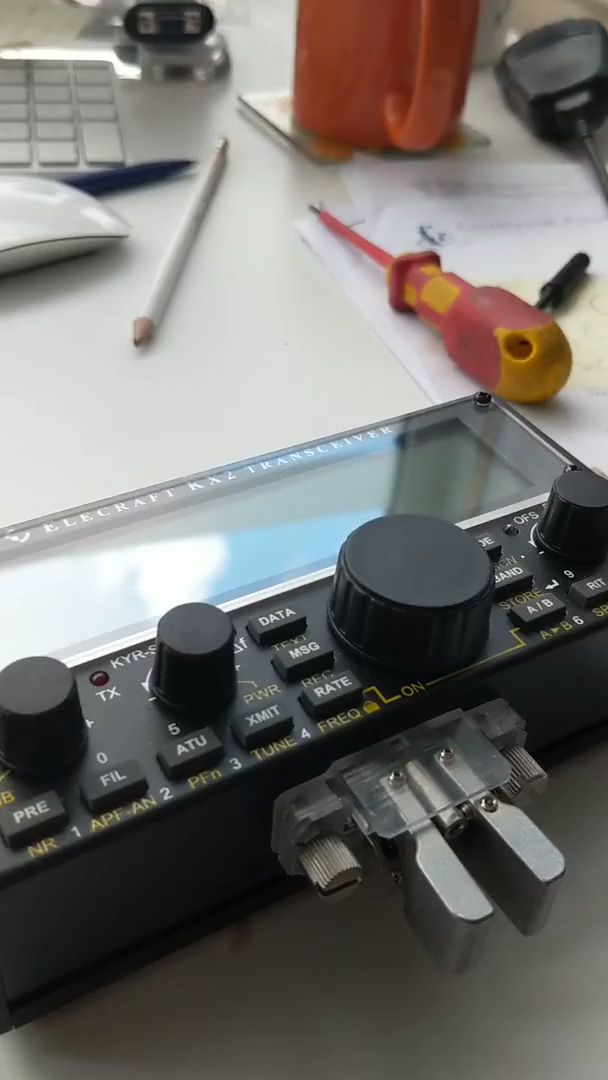 ELECRAFT KX2 TRANSCEIVER
OFS
BAND
9
RIT
STORE
A/B
A►B 6
DATA
TEXT
MSG
REC
RATE
FREQ
ON
TX
PWR
5
XMIT
4
TUNE
3
ATU
PFn
2
0
FIL
APF-AN
1
PRE
NR